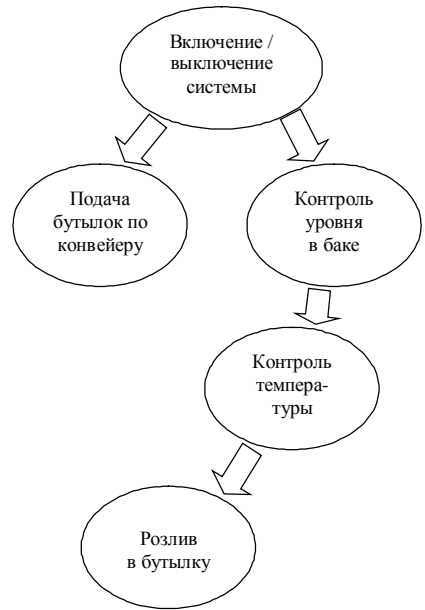 Включение /
выключение
системы
Подача
бутылок по
конвейеру
Контроль
уровня
в баке
Контроль
темпера-
туры
Розлив
в бутылку